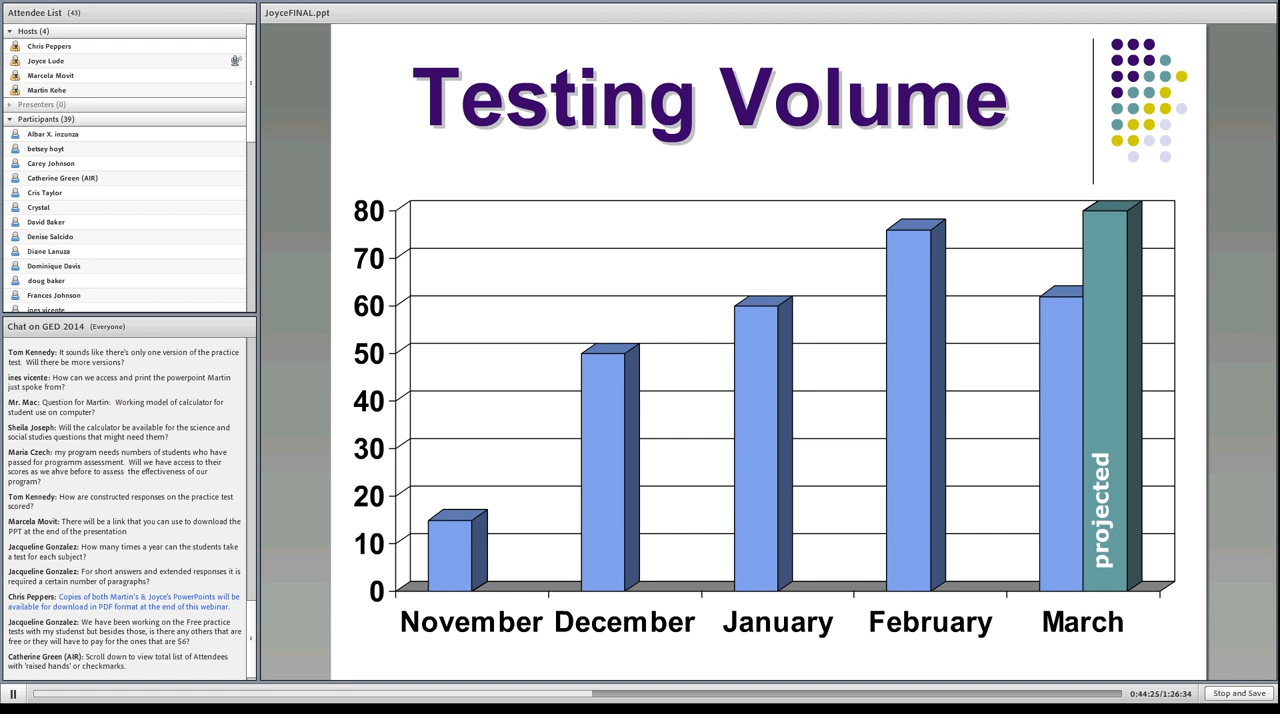 Attendee List (43)
Hosts (4)
Chris Peppers
Joyce Lude
Marcela Movit
Martin Kehe
Presenters (0)
Participants (39)
Albar X. inzunza
betsey hoyt
Carey Johnson
Catherine Green (AIR)
Cris Taylor
Crystal
David Baker
Denise Salcido
Diane Lanuza
Dominique Davis
doug baker
Frances Johnson
ines vicente
Chat on GED 2014 (Everyone)
Tom Kennedy: It sounds like there's only one version of the practice
test. Will there be more versions?
ines vicente: How can we access and print the powerpoint Martin
just spoke from?
Mr. Mac: Question for Martin: Working model of calculator for
student use on computer?
Sheila Joseph: Will the calculator be available for the science and
social studies questions that might need them?
Maria Czech: my program needs numbers of students who have
passed for programm assessment. Will we have access to their
scores as we ahve before to assess the effectiveness of our
program?
Tom Kennedy: How are constructed responses on the practice test
scored?
Marcela Movit: There will be a link that you can use to download the
PPT at the end of the presentation
Jacqueline Gonzalez: How many times a year can the students take
a test for each subject?
Jacqueline Gonzalez: For short answers and extended responses it is
required a certain number of paragraphs?
Chris Peppers: Copies of both Martin's & Joyce's PowerPoints will be
available for download in PDF format at the end of this webinar.
Jacqueline Gonzalez: We have been working on the Free practice
tests with my studenst but besides those, is there any others that are
free or they will have to pay for the ones that are $6?
Catherine Green (AIR): Scroll down to view total list of Attendees
with 'raised hands' or checkmarks.
JoyceFINAL.ppt
Testing Volume
80
70
60
50
40
30
20
10
0
projected
November December January February March
0:44:25/1:26:34
Stop and Save